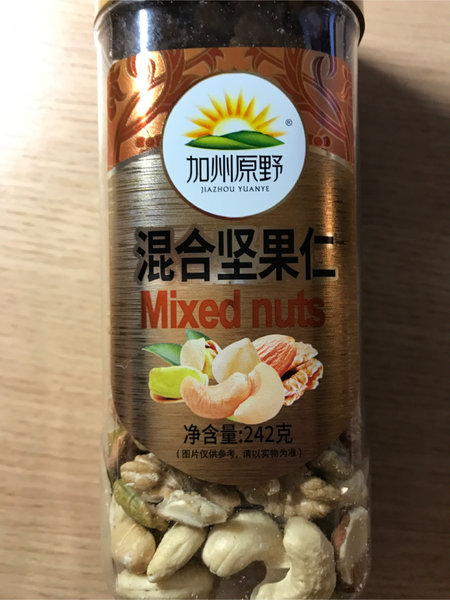 ®
加州原野
JIAZHOU YUANYE
混合坚果仁
Mixed nuts
净含量:242克
(图片仅供参考,请以实物为准)